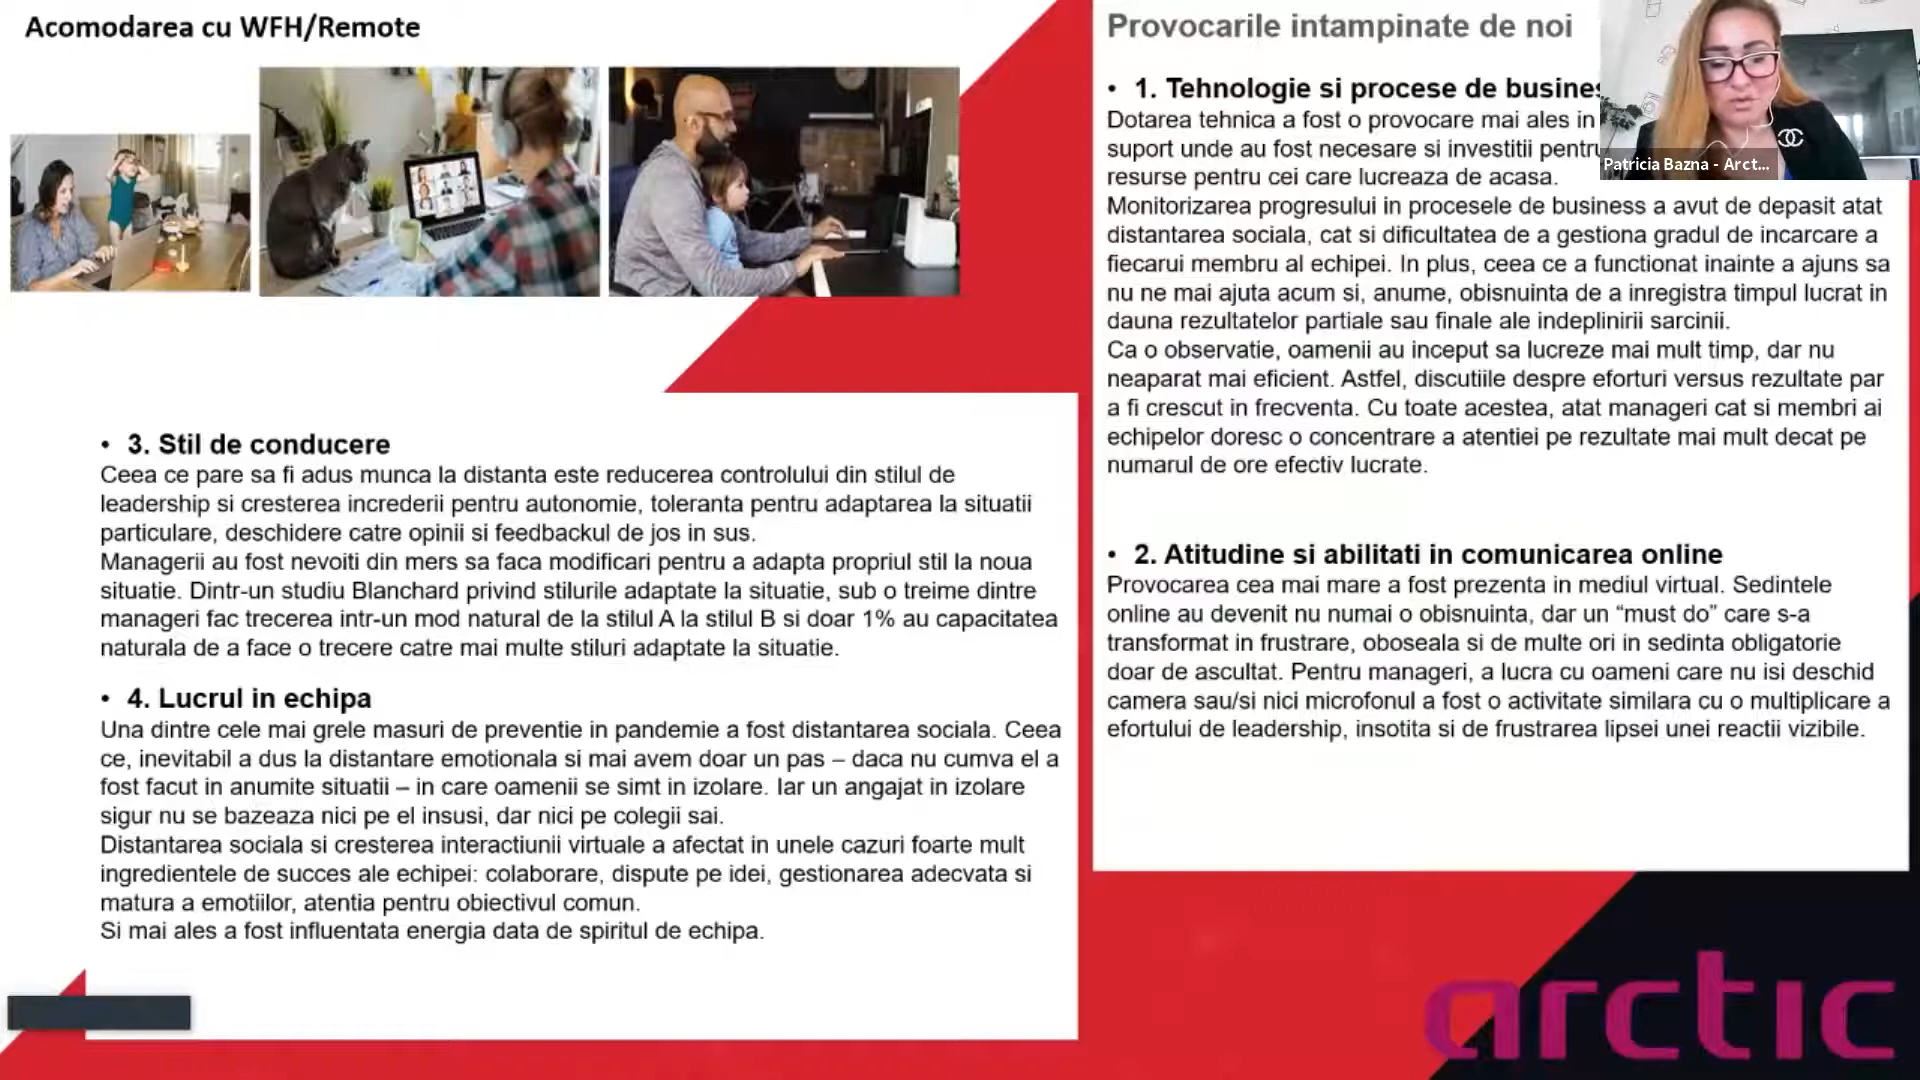 Acomodarea cu WFH/Remote
Provocarile intampinate de noi
• 1. Tehnologie si procese de
Dotarea tehnica a fost o provocare mai ales in
suport unde au fost necesare si investitii pentru
resurse pentru cei care lucreaza de acasa.
Monitorizarea progresului in procesele de business a avut de depasit atat
distantarea sociala, cat si dificultatea de a gestiona gradul de incarcare a
fiecarui membru al echipei. In plus, ceea ce a functionat inainte a ajuns sa
nu ne mai ajuta acum si, anume, obisnuinta de a inregistra timpul lucrat in
dauna rezultatelor partiale sau finale ale indeplinirii sarcinii.
Ca o observatie, oamenii au inceput sa lucreze mai mult timp, dar nu
neaparat mai eficient. Astfel, discutiile despre eforturi versus rezultate par
a fi crescut in frecventa. Cu toate acestea, atat manageri cat si membri ai
echipelor doresc o concentrare a atentiei pe rezultate mai mult decat pe
numarul de ore efectiv lucrate.
• 2. Atitudine si abilitati in comunicarea online
Provocarea cea mai mare a fost prezenta in mediul virtual. Sedintele
online au devenit nu numai o obisnuinta, dar un “must do” care s-a
transformat in frustrare, oboseala si de multe ori in sedinta obligatorie
doar de ascultat. Pentru manageri, a lucra cu oameni care nu isi deschid
camera sau/si nici microfonul a fost o activitate similara cu o multiplicare a
efortului de leadership, insotita si de frustrarea lipsei unei reactii vizibile.
• 3. Stil de conducere
Ceea ce pare sa fi adus munca la distanta este reducerea controlului din stilul de
leadership si cresterea increderii pentru autonomie, toleranta pentru adaptarea la situatii
particulare, deschidere catre opinii si feedbackul de jos in sus.
Managerii au fost nevoiti din mers sa faca modificari pentru a adapta propriul stil la noua
situatie. Dintr-un studiu Blanchard privind stilurile adaptate la situatie, sub o treime dintre
manageri fac trecerea intr-un mod natural de la stilul A la stilul B si doar 1% au capacitatea
naturala de a face o trecere catre mai multe stiluri adaptate la situatie.
• 4. Lucrul in echipa
Una dintre cele mai grele masuri de preventie in pandemie a fost distantarea sociala. Ceea
ce, inevitabil a dus la distantare emotionala si mai avem doar un pas – daca nu cumva el a
fost facut in anumite situatii – in care oamenii se simt in izolare. Iar un angajat in izolare
sigur nu se bazeaza nici pe el insusi, dar nici pe colegii sai.
Distantarea sociala si cresterea interactiunii virtuale a afectat in unele cazuri foarte mult
ingredientele de succes ale echipei: colaborare, dispute pe idei, gestionarea adecvata si
matura a emotiilor, atentia pentru obiectivul comun.
Si mai ales a fost influentata energia data de spiritul de echipa.
Patricia Bazna - Arct...
arctic